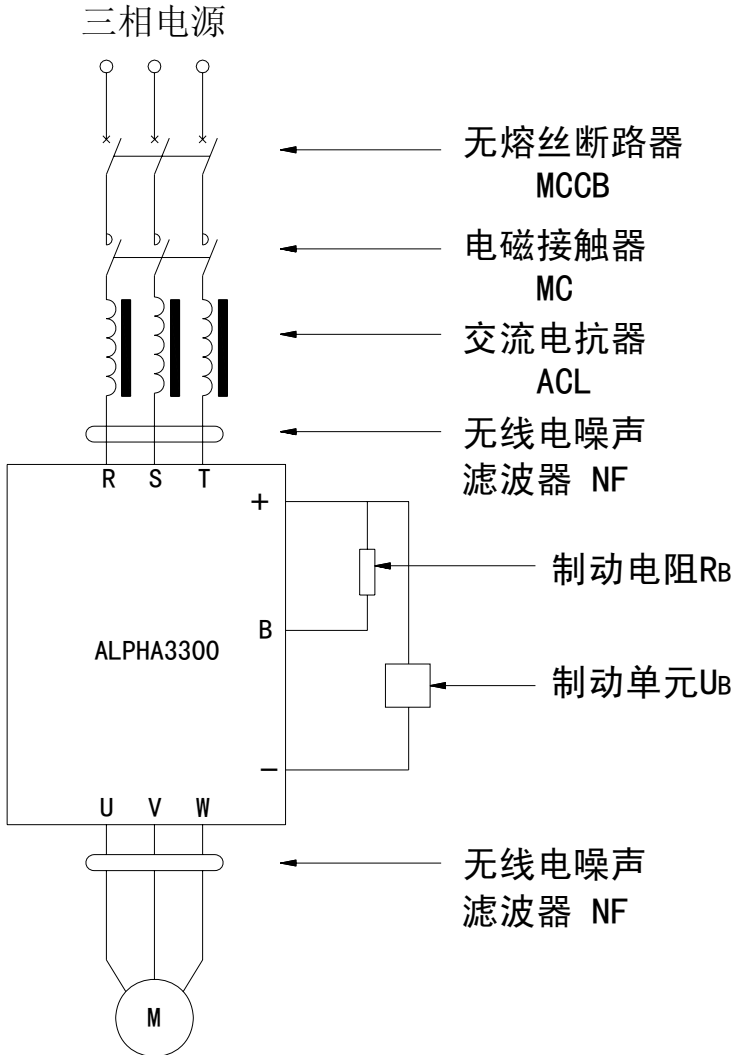 三相电源
无熔丝断路器
MCCB
电磁接触器
MC
交流电抗器
ACL
无线电噪声
滤波器 NF
R S T
+
制动电阻RB
B
ALPHA3300
制动单元UB
−
U V W
无线电噪声
滤波器 NF
M